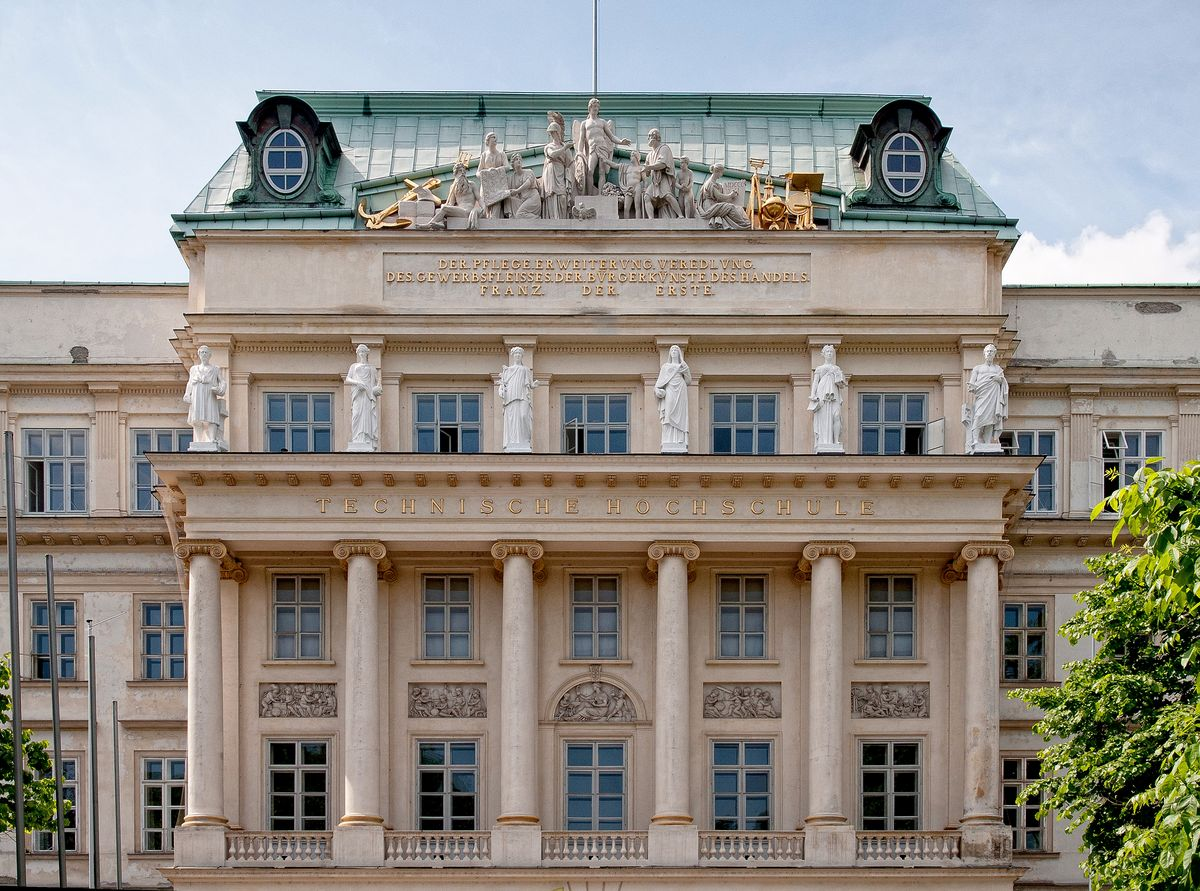 DER.PFLEGE.ERWEITERVNG.VEREDLVNG.
DES.GEWERBSFLEISSES.DER.BVRGERKVNSTE.DES.HANDELS.
FRANZ. DER. ERSTE.
TECHNISCHE HOCHSCHULE